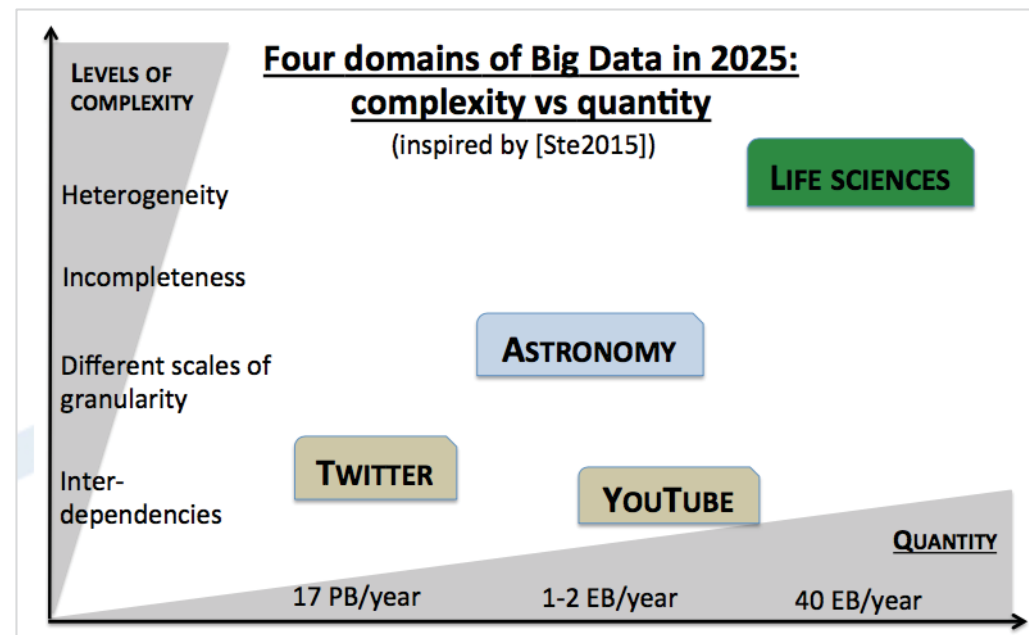 Four domains of Big Data in 2025:
complexity vs quantity
(inspired by [Ste2015])
LEVELS OF
COMPLEXITY
Heterogeneity
Incompleteness
Different scales of
granularity
Inter-
dependencies
LIFE SCIENCES
ASTRONOMY
TWITTER
YOUTUBE
QUANTITY
17 PB/year
1-2 EB/year
40 EB/year